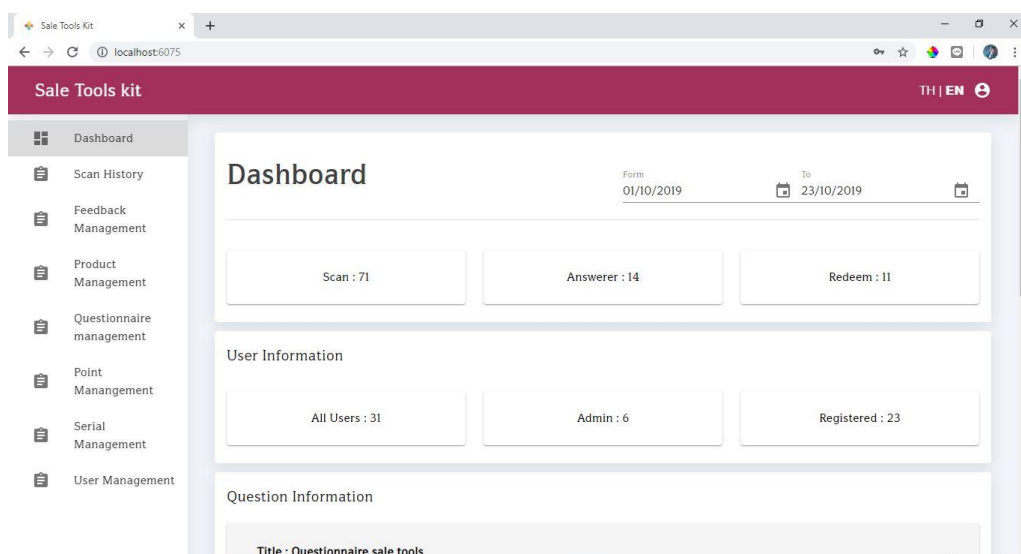 Sale Tools Kit
localhost:6075
Sale Tools kit
TH | EN
Dashboard
Scan History
Feedback
Management
Product
Management
Questionnaire
management
Point
Manangement
Serial
Management
User Management
Dashboard
Form
01/10/2019
To
23/10/2019
Scan : 71
Answerer : 14
Redeem : 11
User Information
All Users : 31
Admin : 6
Registered : 23
Question Information
Title : Questionnaire sale tools